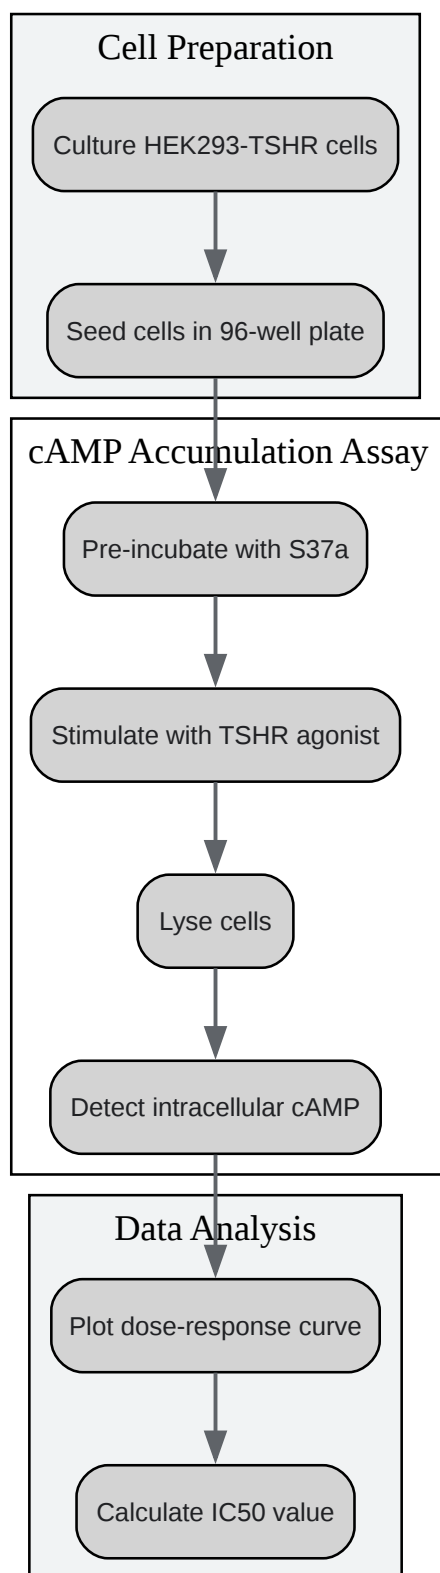 Cell Preparation
Culture HEK293-TSHR cells
Seed cells in 96-well plate
cAMP Accumulation Assay
Pre-incubate with S37a
Stimulate with TSHR agonist
Lyse cells
Detect intracellular cAMP
Data Analysis
Plot dose-response curve
Calculate IC50 value